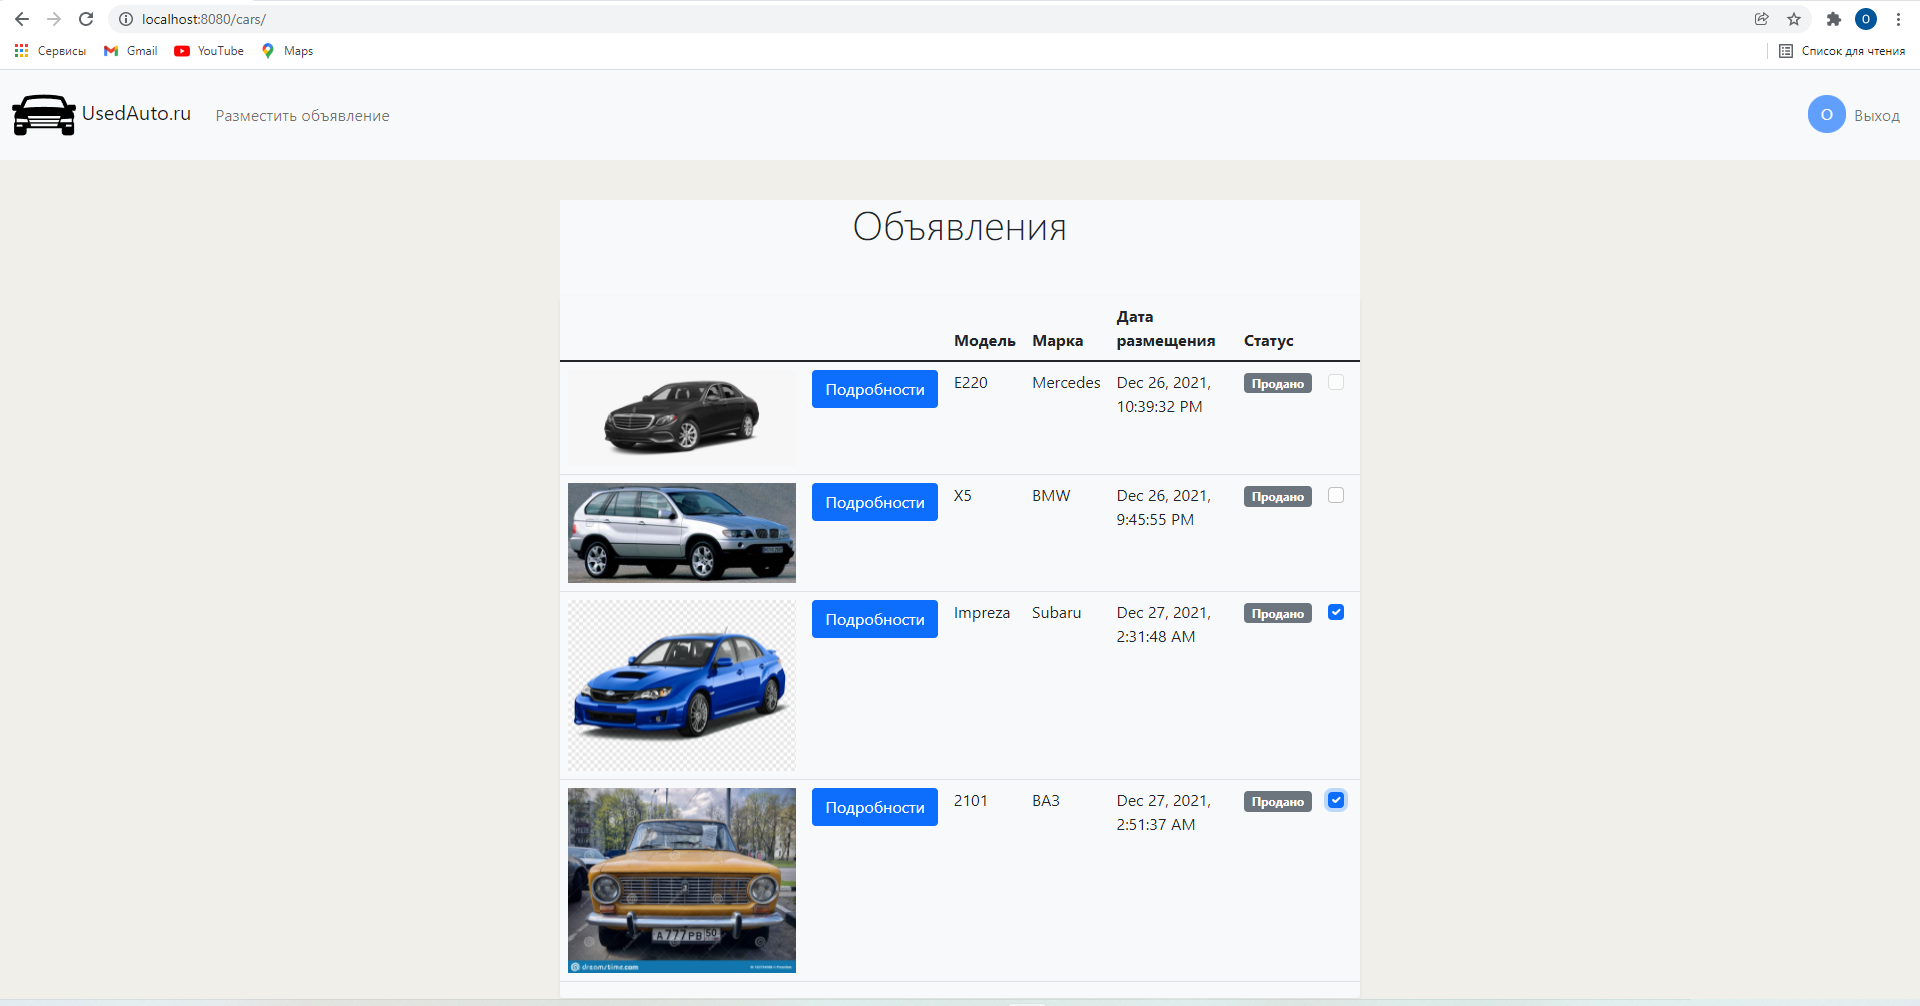 localhost:8080/cars/
O
Сервисы
Gmail
YouTube
Maps
Список для чтения
UsedAuto.ru
Разместить объявление
O
Выход
Объявления
Модель
Марка
Дата
размещения
Статус
Подробности
E220
Mercedes
Dec 26, 2021,
10:39:32 PM
Продано
Подробности
X5
BMW
Dec 26, 2021,
9:45:55 PM
Продано
Подробности
Impreza
Subaru
Dec 27, 2021,
2:31:48 AM
Продано
Подробности
2101
ВАЗ
Dec 27, 2021,
2:51:37 AM
Продано
А777РВ 50
dreamstime.com